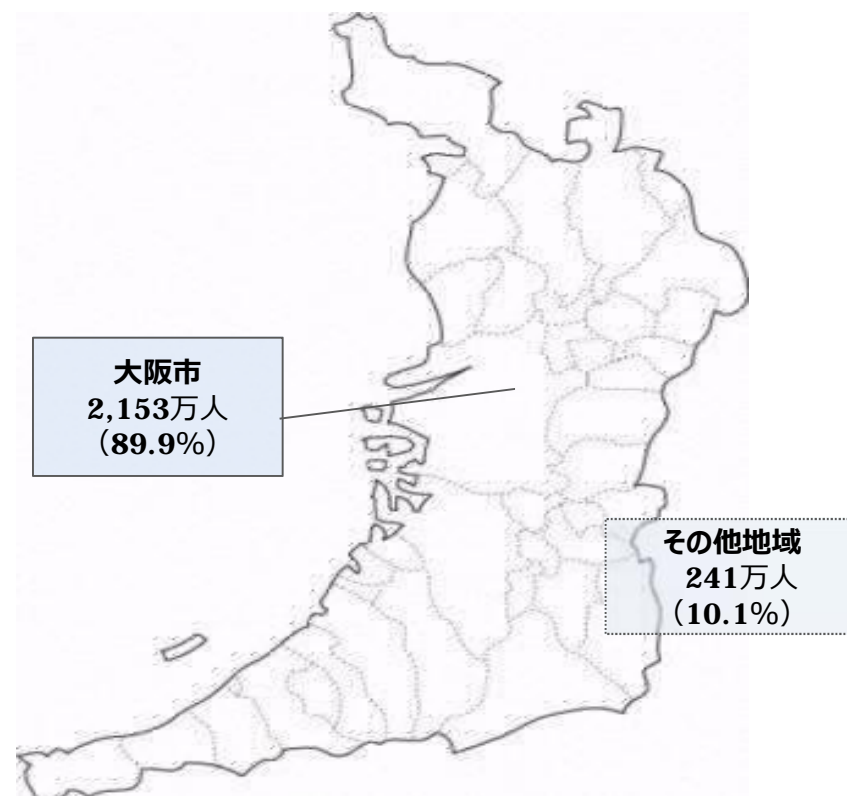 大阪市
2,153万人
（89.9%）
その他地域
241万人
（10.1%）